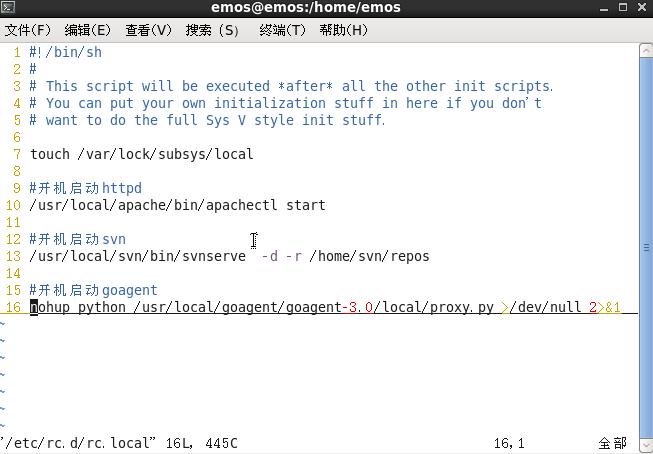 emos@emos:/home/emos
文件(F) 编辑(E) 查看(V) 搜索 (S) 终端(T) 帮助(H)
1 #!/bin/sh
2 #
3 # This script will be executed *after* all the other init scripts.
4 # You can put your own initialization stuff in here if you don't
5 # want to do the full Sys V style init stuff.
6
7 touch /var/lock/subsys/local
8
9 #开机启动httpd
10 /usr/local/apache/bin/apachectl start
11
12 #开机启动svn
13 /usr/local/svn/bin/svnserve -d -r /home/svn/repos
14
15 #开机启动goagent
16 nohup python /usr/local/goagent/goagent-3.0/local/proxy.py >/dev/null 2>&1
~
~
~
~
~
~
~
"/etc/rc.d/rc.local" 16L, 445C 16,1 全部